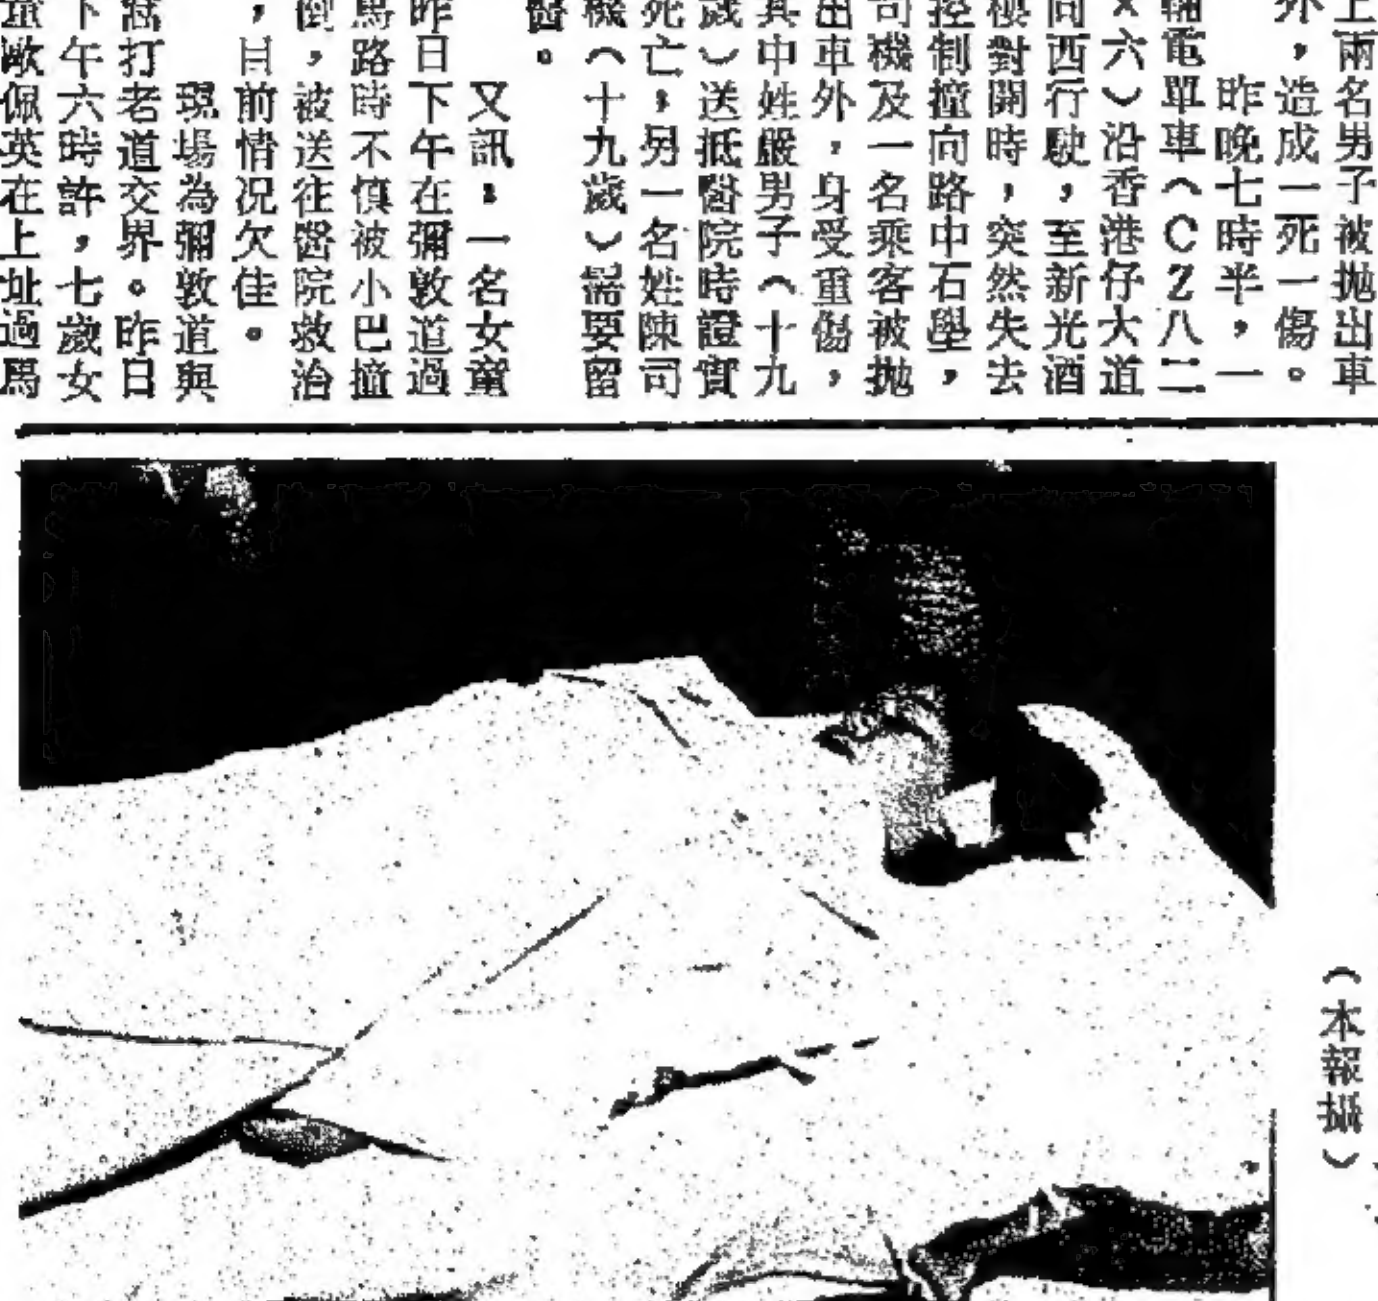 上兩名男子被拋出車
外，造成一死一傷。
昨晚七時半，一
輛電單車（CZ八二
X六）沿香港仔大道
向西行駛，至新光酒
樓對開時，突然失去
控制撞向路中石壆，
司機及一名乘客被拋
出車外，身受重傷，
其中姓嚴男子（十九
歲）送抵醫院時證實
死亡，另一名姓陳司
機（十九歲）需要留
醫。
又訊：一名女童
昨日下午在彌敦道過
馬路時不慎被小巴撞
倒，被送往醫院救治
，目前情況欠佳。
現場為彌敦道與
窩打老道交界。昨日
下午六時許，七歲女
童歐佩英在上址過馬
（本報攝）